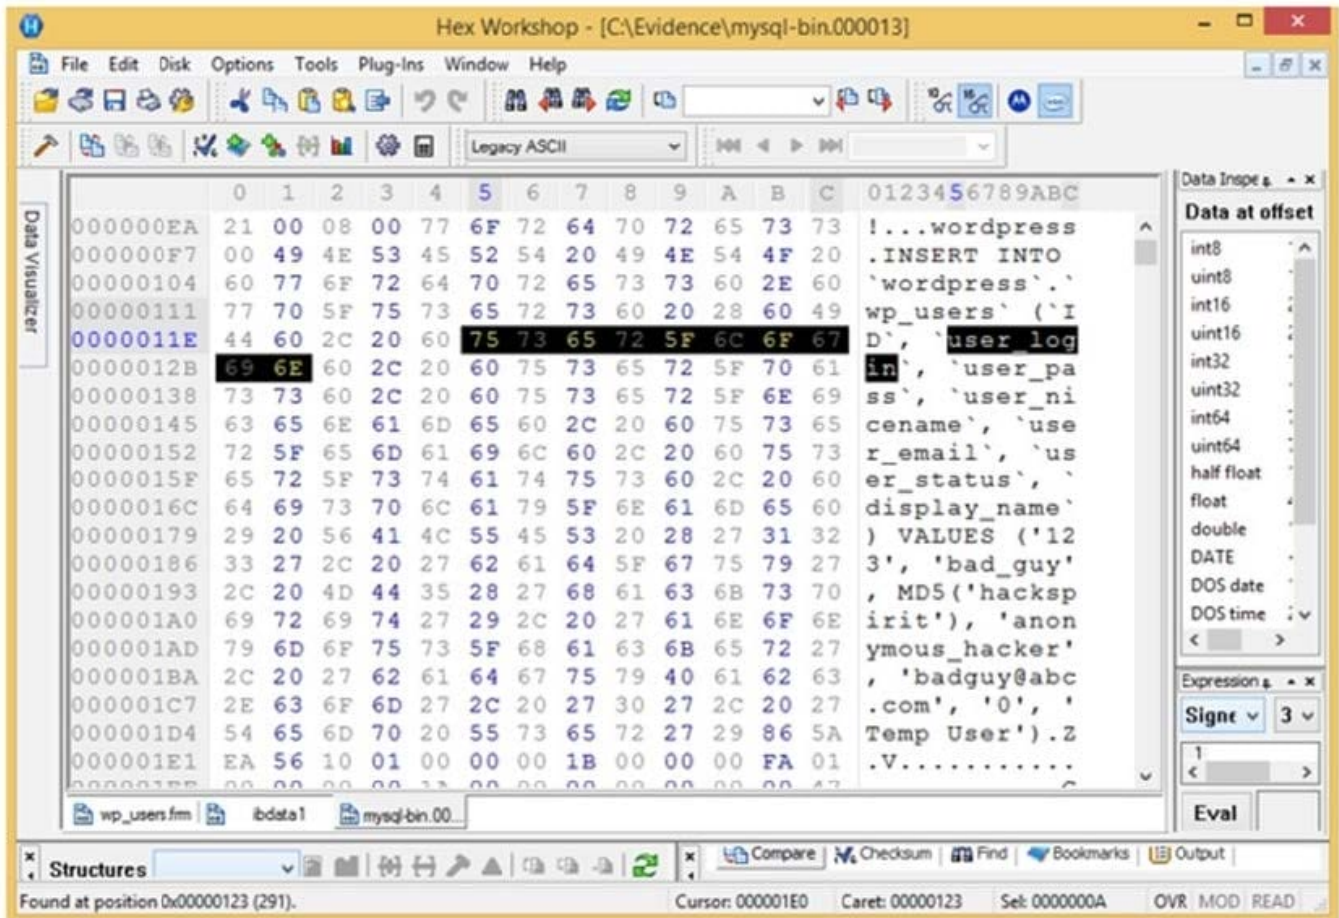 Hex Workshop - [C:\Evidence\mysql-bin.000013]
File Edit Disk Options Tools Plug-Ins Window Help
Legacy ASCII
Data Visualizer
0 1 2 3 4 5 6 7 8 9 A B C 0123456789ABC
000000EA 21 00 08 00 77 6F 72 64 70 72 65 73 73 !...wordpress
000000F7 00 49 4E 53 45 52 54 20 49 4E 54 4F 20 .INSERT INTO
00000104 60 77 6F 72 64 70 72 65 73 73 60 2E 60 `wordpress`.`
00000111 77 70 5F 75 73 65 72 73 60 20 28 60 49 wp_users` (`I
0000011E 44 60 2C 20 60 75 73 65 72 5F 6C 6F 67 D`, `user_log
0000012B 69 6E 60 2C 20 60 75 73 65 72 5F 70 61 in`, `user_pa
00000138 73 73 60 2C 20 60 75 73 65 72 5F 6E 69 ss`, `user_ni
00000145 63 65 6E 61 6D 65 60 2C 20 60 75 73 65 cename`, `use
00000152 72 5F 65 6D 61 69 6C 60 2C 20 60 75 73 r_email`, `us
0000015F 65 72 5F 73 74 61 74 75 73 60 2C 20 60 er_status`, `
0000016C 64 69 73 70 6C 61 79 5F 6E 61 6D 65 60 display_name`
00000179 29 20 56 41 4C 55 45 53 20 28 27 31 32 ) VALUES ('12
00000186 33 27 2C 20 27 62 61 64 5F 67 75 79 27 3', 'bad_guy'
00000193 2C 20 4D 44 35 28 27 68 61 63 6B 73 70 , MD5('hacksp
000001A0 69 72 69 74 27 29 2C 20 27 61 6E 6F 6E irit'), 'anon
000001AD 79 6D 6F 75 73 5F 68 61 63 6B 65 72 27 ymous_hacker'
000001BA 2C 20 27 62 61 64 67 75 79 40 61 62 63 , 'badguy@abc
000001C7 2E 63 6F 6D 27 2C 20 27 30 27 2C 20 27 .com', '0', '
000001D4 54 65 6D 70 20 55 73 65 72 27 29 86 5A Temp User').Z
000001E1 EA 56 10 01 00 00 00 1B 00 00 00 FA 01 .V...........
Data Inspe
Data at offset
int8
uint8
int16
uint16
int32
uint32
int64
uint64
half float
float
double
DATE
DOS date
DOS time
Expression
Signe 3
1
Eval
wp_users.frm ibdata1 mysql-bin.00...
Structures
Compare Checksum Find Bookmarks Output
Found at position 0x00000123 (291). Cursor: 000001E0 Caret: 00000123 Sel: 0000000A OVR MOD READ